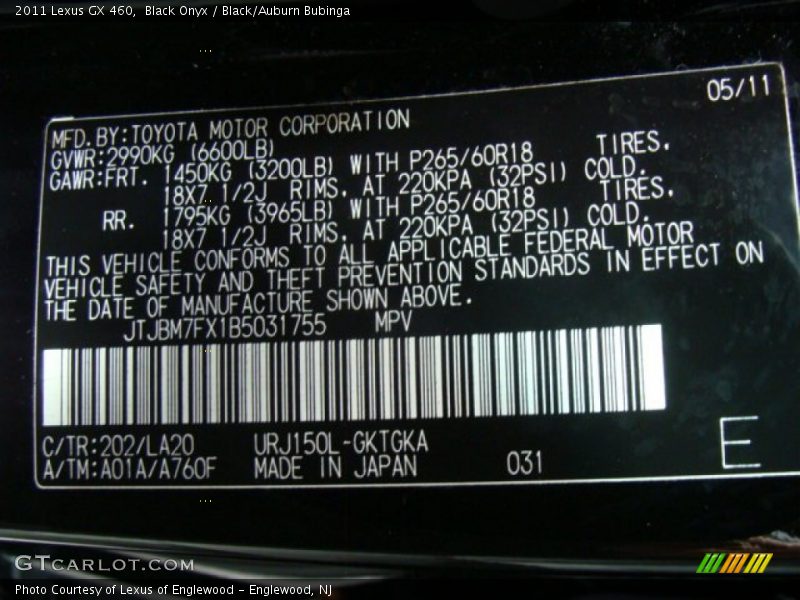 2011 Lexus GX 460,  Black Onyx / Black/Auburn Bubinga
05/11
MFD.BY:TOYOTA MOTOR CORPORATION
GVWR:2990KG (6600LB)
GAWR:FRT. 1450KG (3200LB) WITH P265/60R18 TIRES.
18X7 1/2J RIMS. AT 220KPA (32PSI) COLD.
RR. 1795KG (3965LB) WITH P265/60R18 TIRES.
18X7 1/2J RIMS. AT 220KPA (32PSI) COLD.
THIS VEHICLE CONFORMS TO ALL APPLICABLE FEDERAL MOTOR
VEHICLE SAFETY AND THEFT PREVENTION STANDARDS IN EFFECT ON
THE DATE OF MANUFACTURE SHOWN ABOVE.
JTJBM7FX1B5031755 MPV
C/TR:202/LA20 URJ150L-GKTGKA
A/TM:A01A/A760F MADE IN JAPAN 031 E
GTCARLOT.COM
Photo Courtesy of Lexus of Englewood - Englewood, NJ